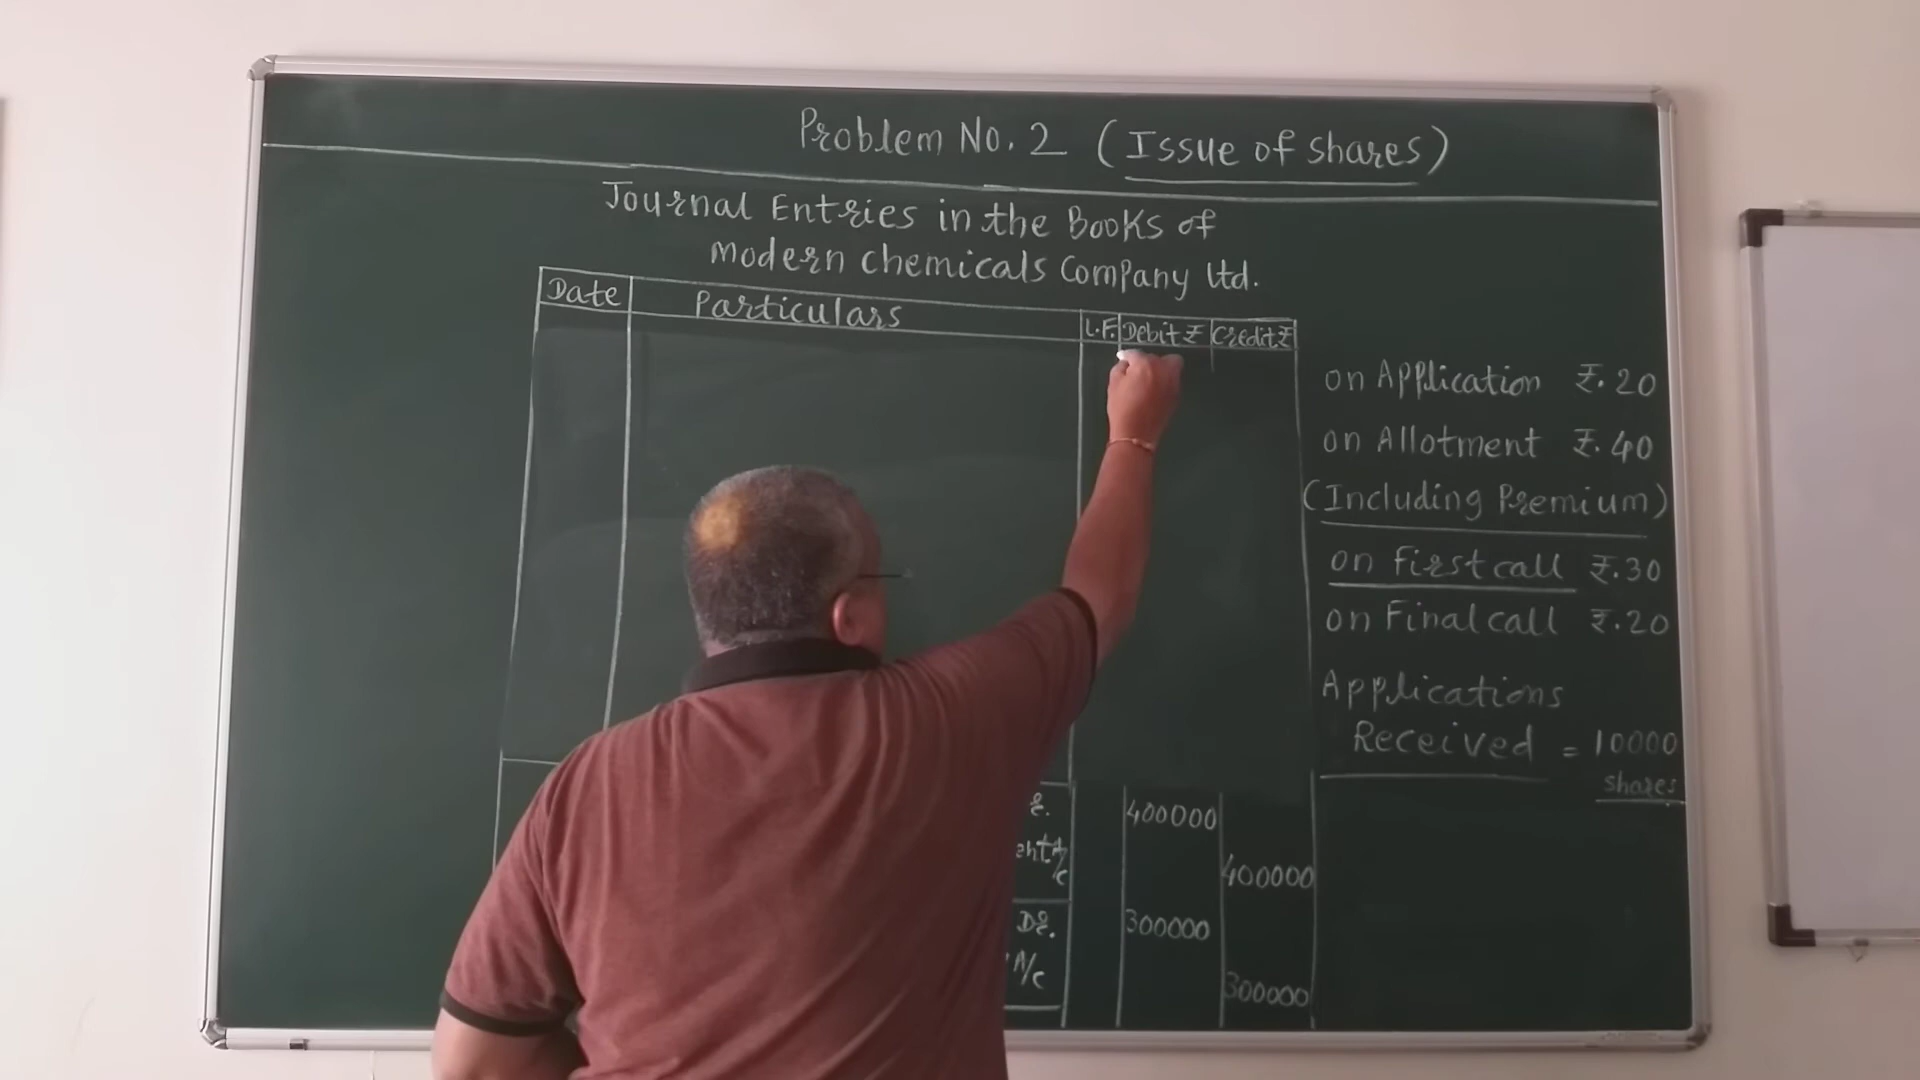 Problem No. 2 (Issue of shares)
Journal Entries in the Books of
Modern Chemicals Company Ltd.
Date Particulars L.F. Debit ₹ Credit ₹
on Application ₹. 20
on Allotment ₹. 40
(Including Premium)
on First call ₹. 30
on Final call ₹. 20
Applications
Received = 10000
shares
400000
400000
Dr. 300000
A/c
300000